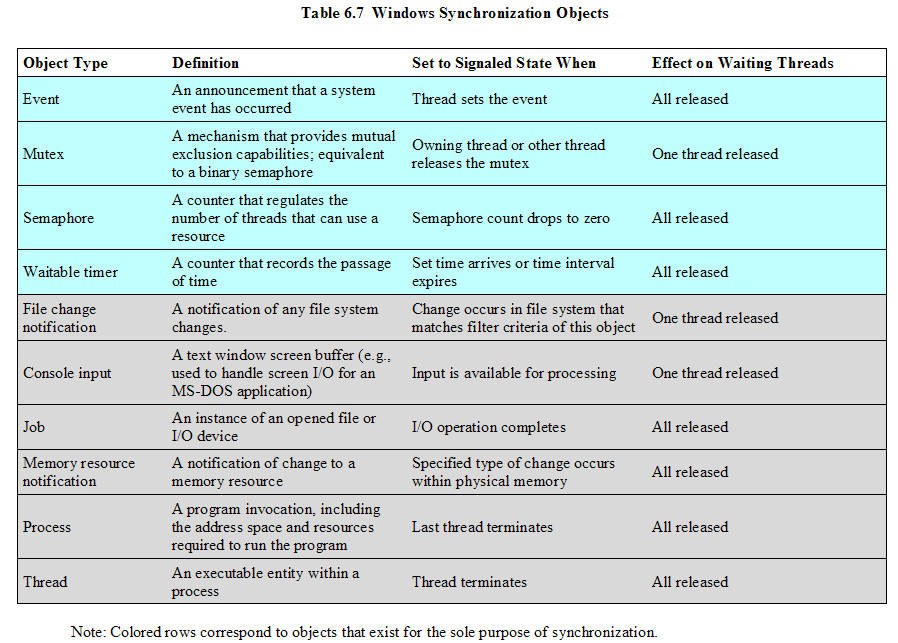 Table 6.7 Windows Synchronization Objects
Object Type Definition Set to Signaled State When Effect on Waiting Threads
Event An announcement that a system event has occurred Thread sets the event All released
Mutex A mechanism that provides mutual exclusion capabilities; equivalent to a binary semaphore Owning thread or other thread releases the mutex One thread released
Semaphore A counter that regulates the number of threads that can use a resource Semaphore count drops to zero All released
Waitable timer A counter that records the passage of time Set time arrives or time interval expires All released
File change notification A notification of any file system changes. Change occurs in file system that matches filter criteria of this object One thread released
Console input A text window screen buffer (e.g., used to handle screen I/O for an MS-DOS application) Input is available for processing One thread released
Job An instance of an opened file or I/O device I/O operation completes All released
Memory resource notification A notification of change to a memory resource Specified type of change occurs within physical memory All released
Process A program invocation, including the address space and resources required to run the program Last thread terminates All released
Thread An executable entity within a process Thread terminates All released
Note: Colored rows correspond to objects that exist for the sole purpose of synchronization.